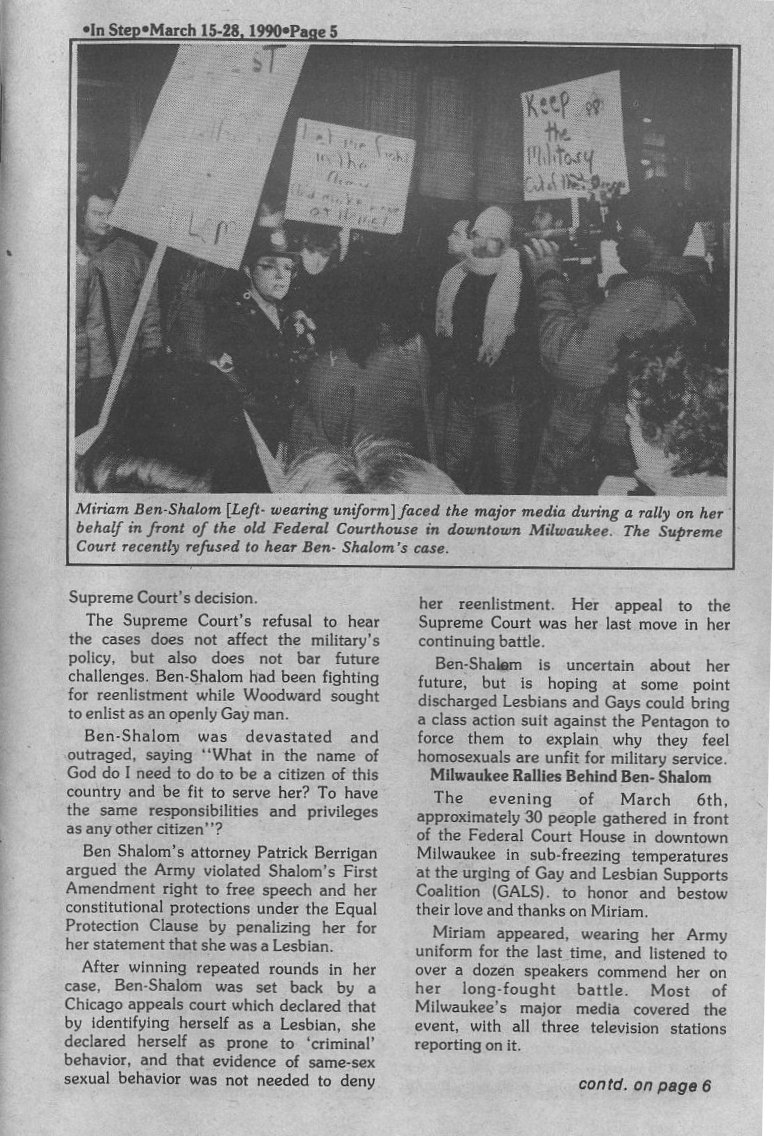 •In Step•March 15-28, 1990•Page 5
ST
Let me
in the
Keep
the
Military
Miriam Ben-Shalom [Left- wearing uniform] faced the major media during a rally on her
behalf in front of the old Federal Courthouse in downtown Milwaukee. The Supreme
Court recently refused to hear Ben- Shalom's case.
Supreme Court's decision.
The Supreme Court's refusal to hear
the cases does not affect the military's
policy, but also does not bar future
challenges. Ben-Shalom had been fighting
for reenlistment while Woodward sought
to enlist as an openly Gay man.
Ben-Shalom was devastated and
outraged, saying "What in the name of
God do I need to do to be a citizen of this
country and be fit to serve her? To have
the same responsibilities and privileges
as any other citizen"?
Ben Shalom's attorney Patrick Berrigan
argued the Army violated Shalom's First
Amendment right to free speech and her
constitutional protections under the Equal
Protection Clause by penalizing her for
her statement that she was a Lesbian.
After winning repeated rounds in her
case, Ben-Shalom was set back by a
Chicago appeals court which declared that
by identifying herself as a Lesbian, she
declared herself as prone to 'criminal'
behavior, and that evidence of same-sex
sexual behavior was not needed to deny
her reenlistment. Her appeal to the
Supreme Court was her last move in her
continuing battle.
Ben-Shalom is uncertain about her
future, but is hoping at some point
discharged Lesbians and Gays could bring
a class action suit against the Pentagon to
force them to explain why they feel
homosexuals are unfit for military service.
Milwaukee Rallies Behind Ben- Shalom
The evening of March 6th,
approximately 30 people gathered in front
of the Federal Court House in downtown
Milwaukee in sub-freezing temperatures
at the urging of Gay and Lesbian Supports
Coalition (GALS). to honor and bestow
their love and thanks on Miriam.
Miriam appeared, wearing her Army
uniform for the last time, and listened to
over a dozen speakers commend her on
her long-fought battle. Most of
Milwaukee's major media covered the
event, with all three television stations
reporting on it.
contd. on page 6